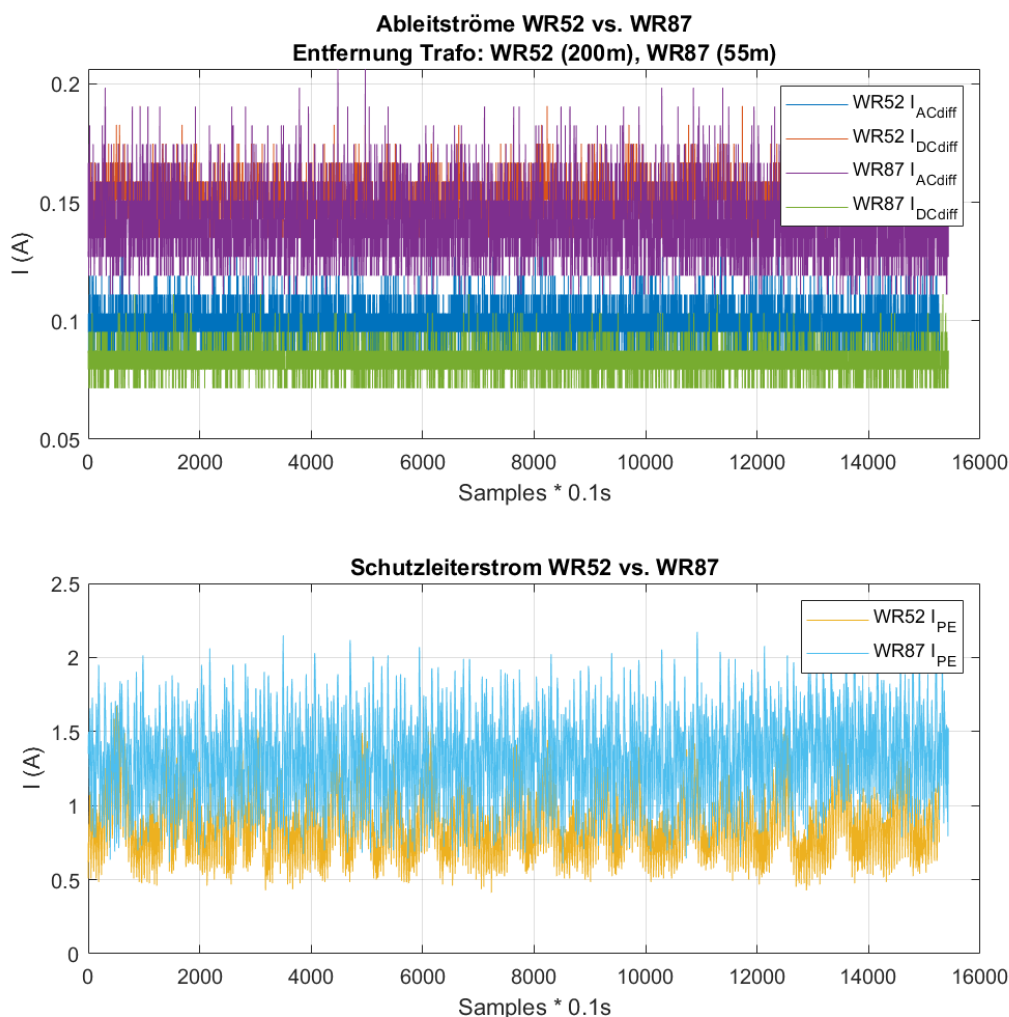 Ableitströme WR52 vs. WR87
Entfernung Trafo: WR52 (200m), WR87 (55m)
0.2
0.15
0.1
0.05
I (A)
WR52 I_ACdiff
WR52 I_DCdiff
WR87 I_ACdiff
WR87 I_DCdiff
0 2000 4000 6000 8000 10000 12000 14000 16000
Samples * 0.1s
Schutzleiterstrom WR52 vs. WR87
2.5
2
1.5
1
0.5
0
I (A)
WR52 I_PE
WR87 I_PE
0 2000 4000 6000 8000 10000 12000 14000 16000
Samples * 0.1s